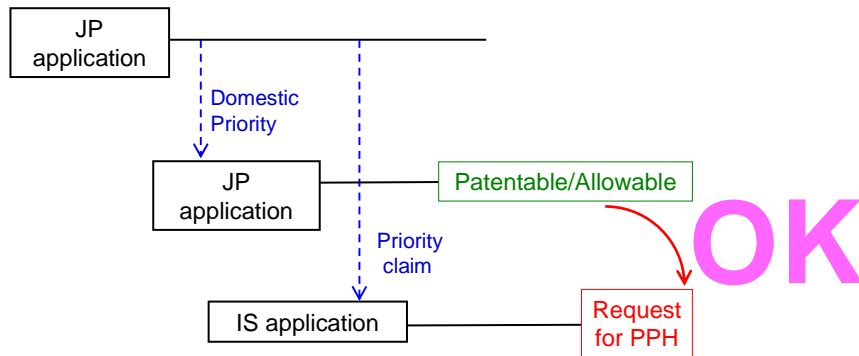 JP
application
Domestic
Priority
JP
application
Patentable/Allowable
OK
Priority
claim
IS application
Request
for PPH